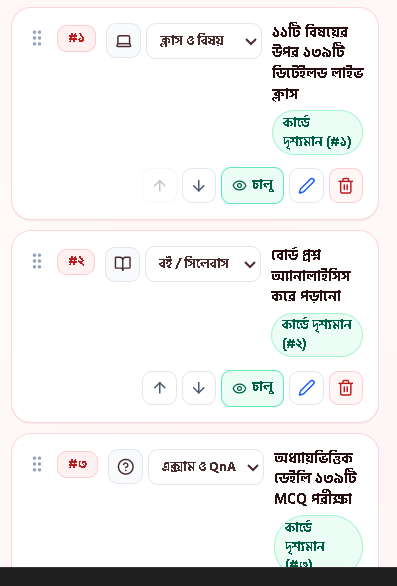 #১
ক্লাস ও বিষয়
১১টি বিষয়ের
উপর ১৩৯টি
ডিটেইলড লাইভ
ক্লাস
কার্ডে
দৃশ্যমান (#১)
চালু
#২
বই / সিলেবাস
বোর্ড প্রশ্ন
অ্যানালাইসিস
করে পড়ানো
কার্ডে দৃশ্যমান
(#২)
চালু
#৩
এক্সাম ও QnA
অধ্যায়ভিত্তিক
ডেইলি ১৩৯টি
MCQ পরীক্ষা
কার্ডে
দৃশ্যমান
(#৩)